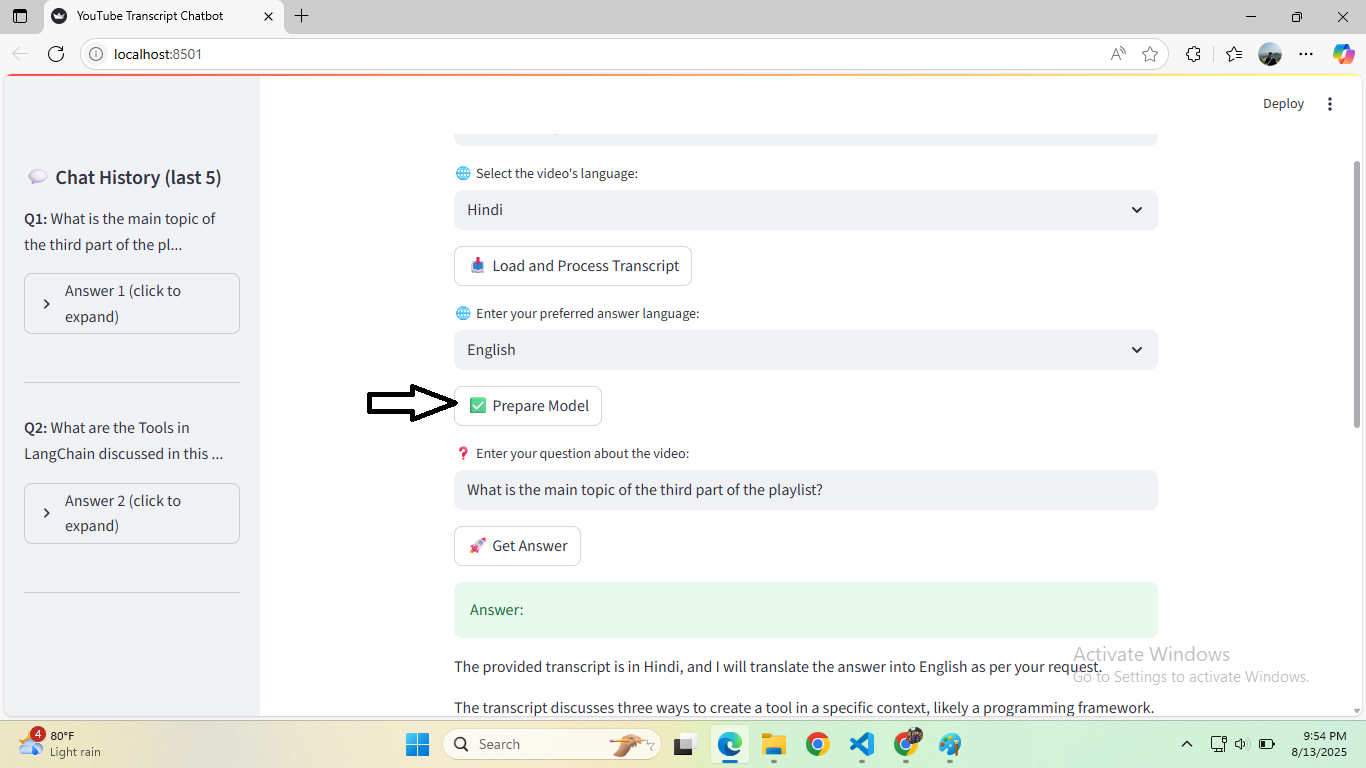 YouTube Transcript Chatbot
localhost:8501
Deploy
Chat History (last 5)
Q1: What is the main topic of
the third part of the pl...
Answer 1 (click to
expand)
Q2: What are the Tools in
LangChain discussed in this ...
Answer 2 (click to
expand)
Select the video's language:
Hindi
Load and Process Transcript
Enter your preferred answer language:
English
Prepare Model
Enter your question about the video:
What is the main topic of the third part of the playlist?
Get Answer
Answer:
The provided transcript is in Hindi, and I will translate the answer into English as per your request.
The transcript discusses three ways to create a tool in a specific context, likely a programming framework.
Activate Windows
Go to Settings to activate Windows.
4
80°F
Light rain
Search
9:54 PM
8/13/2025